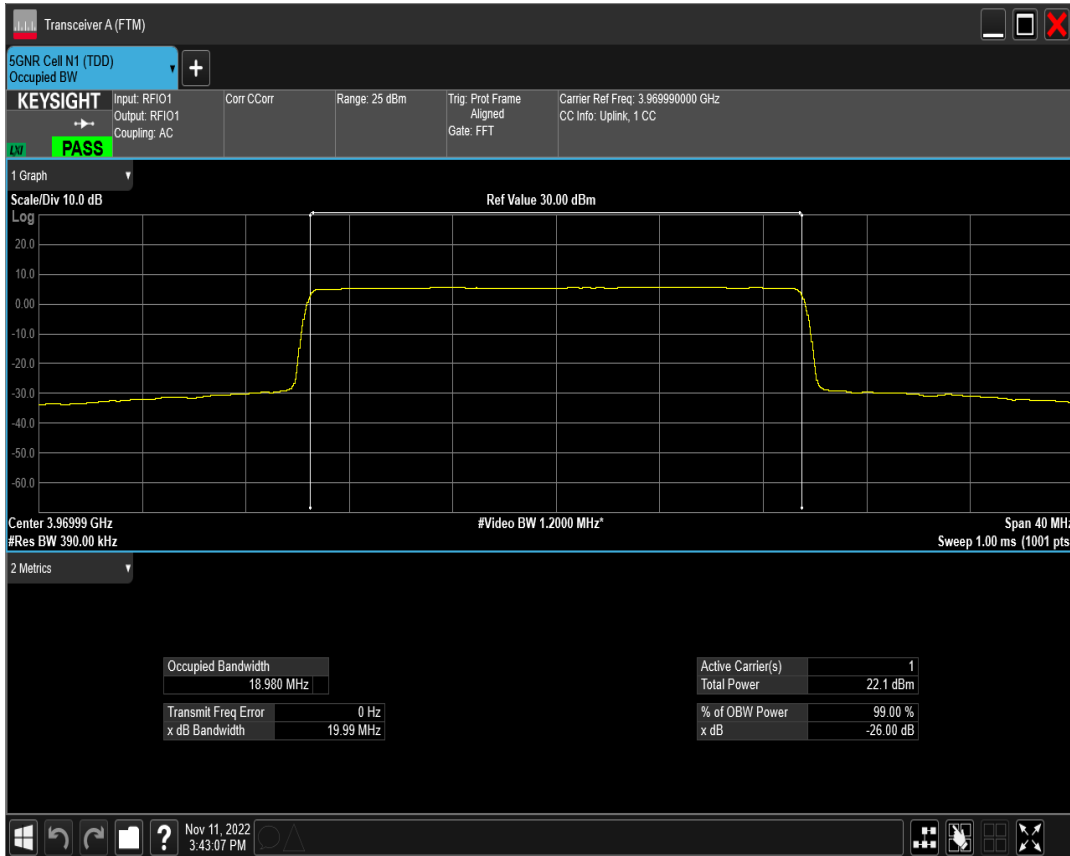 Transceiver A (FTM)
5GNR Cell N1 (TDD)
Occupied BW
+
KEYSIGHT
LXI
PASS
Input: RFIO1
Output: RFIO1
Coupling: AC
Corr CCorr
Range: 25 dBm
Trig: Prot Frame
Aligned
Gate: FFT
Carrier Ref Freq: 3.969990000 GHz
CC Info: Uplink, 1 CC
1 Graph
Scale/Div 10.0 dB
Ref Value 30.00 dBm
Log
20.0
10.0
0.00
-10.0
-20.0
-30.0
-40.0
-50.0
-60.0
Center 3.96999 GHz
#Video BW 1.2000 MHz*
Span 40 MHz
#Res BW 390.00 kHz
Sweep 1.00 ms (1001 pts
2 Metrics
Occupied Bandwidth
18.980 MHz
Transmit Freq Error 0 Hz
x dB Bandwidth 19.99 MHz
Active Carrier(s) 1
Total Power 22.1 dBm
% of OBW Power 99.00 %
x dB -26.00 dB
?
Nov 11, 2022
3:43:07 PM